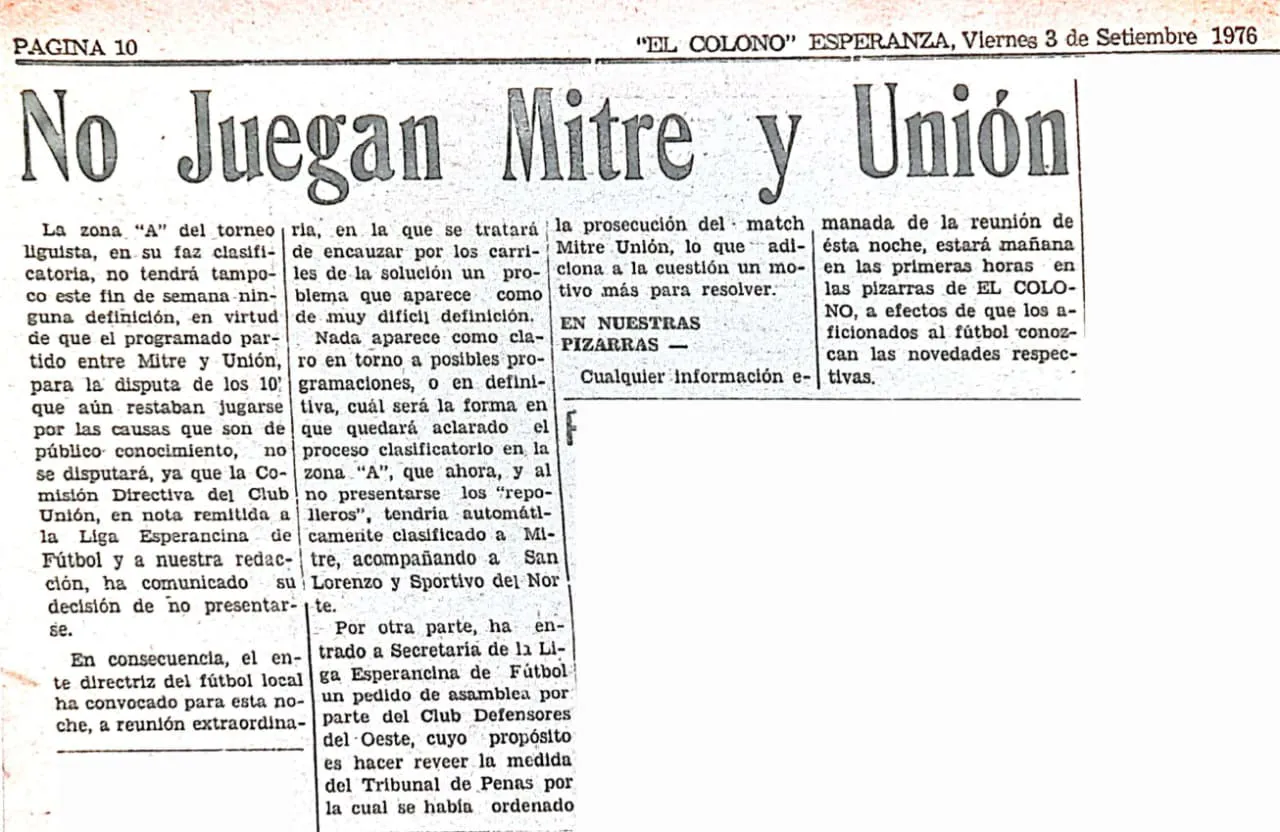 PAGINA 10
"EL COLONO" ESPERANZA, Viernes 3 de Setiembre 1976
No Juegan Mitre y Unión
La zona "A" del torneo
liguista, en su faz clasifi-
catoria, no tendrá tampo-
co este fin de semana nin-
guna definición, en virtud
de que el programado par-
tido entre Mitre y Unión,
para la disputa de los 10'
que aún restaban jugarse
por las causas que son de
público conocimiento, no
se disputará, ya que la Co-
misión Directiva del Club
Unión, en nota remitida a
la Liga Esperancina de
Fútbol y a nuestra redac-
ción, ha comunicado su
decisión de no presentar-
se.
En consecuencia, el en-
te directriz del fútbol local
ha convocado para esta no-
che, a reunión extraordina-
ria, en la que se tratará
de encauzar por los carri-
les de la solución un pro-
blema que aparece como
de muy difícil definición.
Nada aparece como cla-
ro en torno a posibles pro-
gramaciones, o en defini-
tiva, cuál será la forma en
que quedará aclarado el
proceso clasificatorio en la
zona "A", que ahora, y al
no presentarse los "repo-
lleros", tendría automáti-
camente clasificado a Mi-
tre, acompañando a San
Lorenzo y Sportivo del Nor
te.
Por otra parte, ha en-
trado a Secretaría de la Li-
ga Esperancina de Fútbol
un pedido de asamblea por
parte del Club Defensores
del Oeste, cuyo propósito
es hacer reveer la medida
del Tribunal de Penas por
la cual se había ordenado
la prosecución del match
Mitre Unión, lo que adi-
ciona a la cuestión un mo-
tivo más para resolver.
EN NUESTRAS
PIZARRAS —
Cualquier información e-
manada de la reunión de
ésta noche, estará mañana
en las primeras horas en
las pizarras de EL COLO-
NO, a efectos de que los a-
ficionados al fútbol conoz-
can las novedades respec-
tivas.